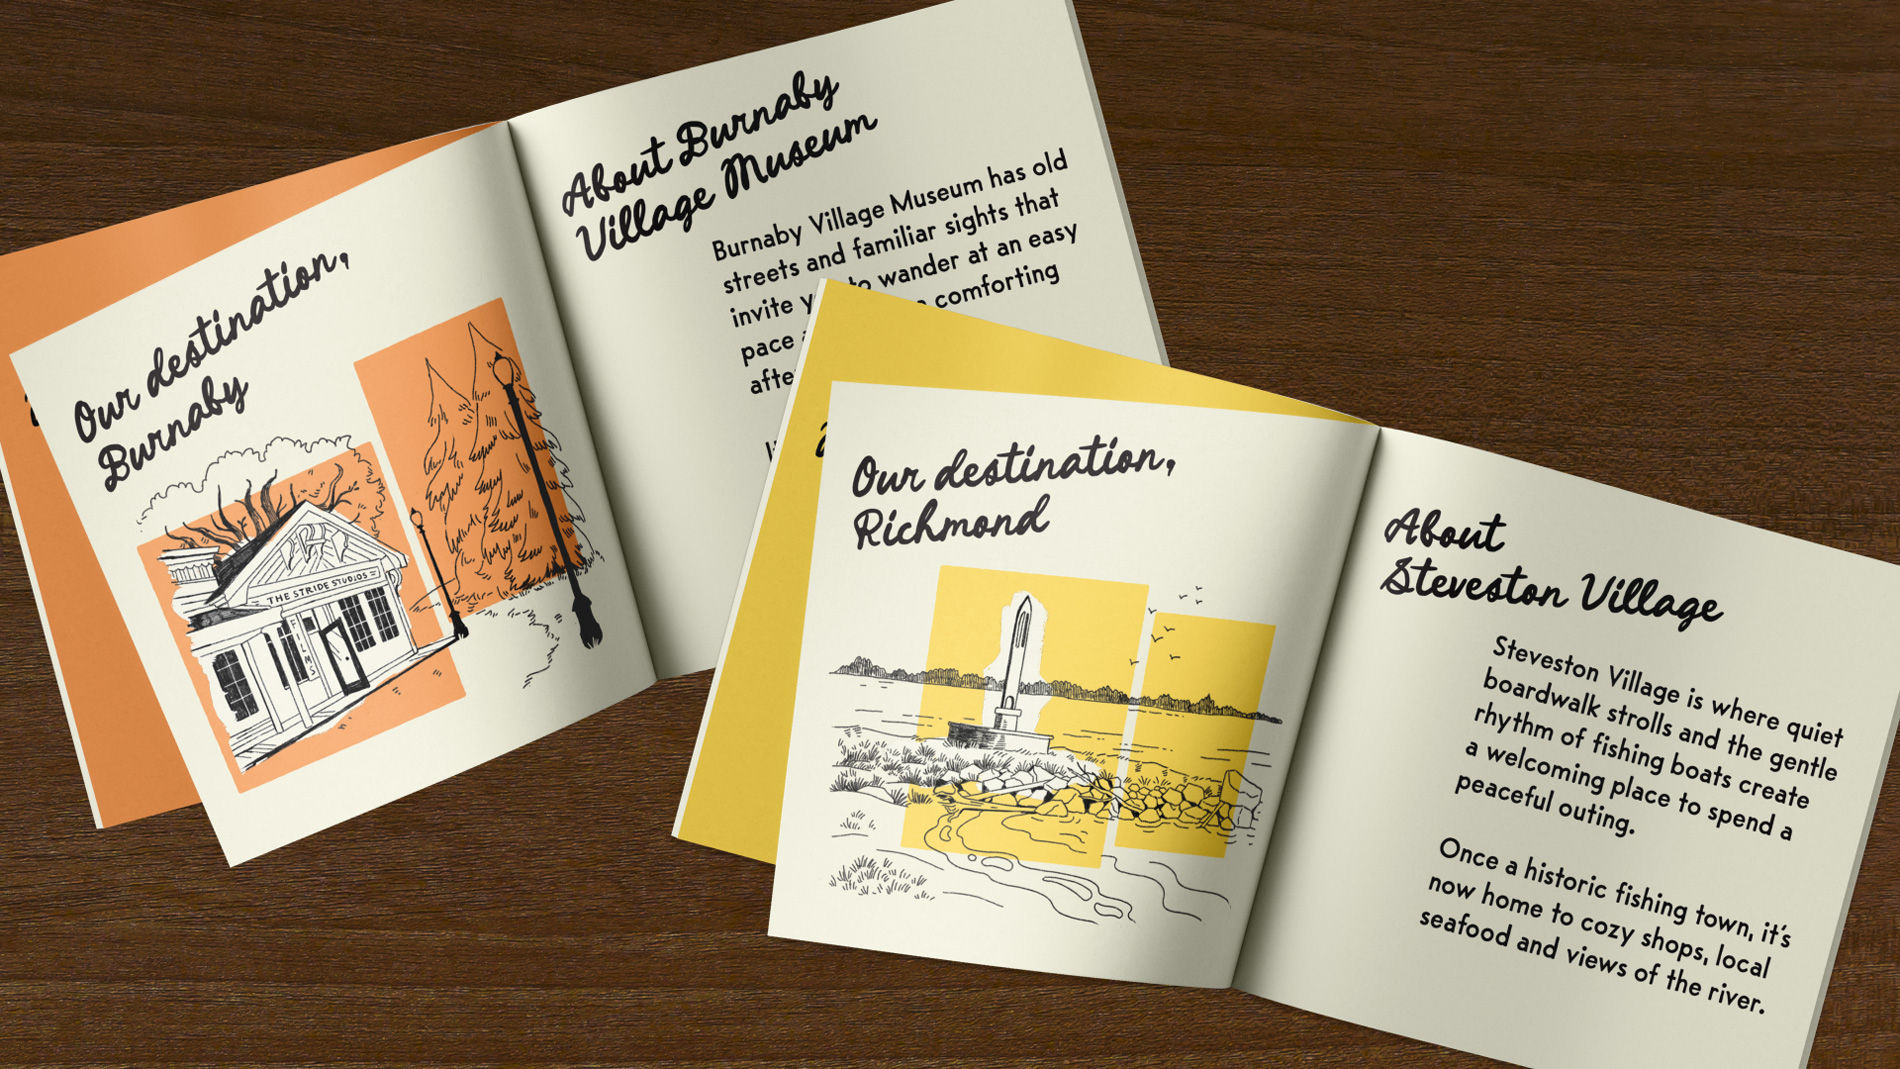 Our destination,
Burnaby
THE STRIDE STUDIOS
FILMS
About Burnaby
Village Museum
Burnaby Village Museum has old
streets and familiar sights that
invite to wander at an easy
pace comforting
Our destination,
Richmond
About
Steveston Village
Steveston Village is where quiet
boardwalk strolls and the gentle
rhythm of fishing boats create
a welcoming place to spend a
peaceful outing.
Once a historic fishing town, it's
now home to cozy shops, local
seafood and views of the river.